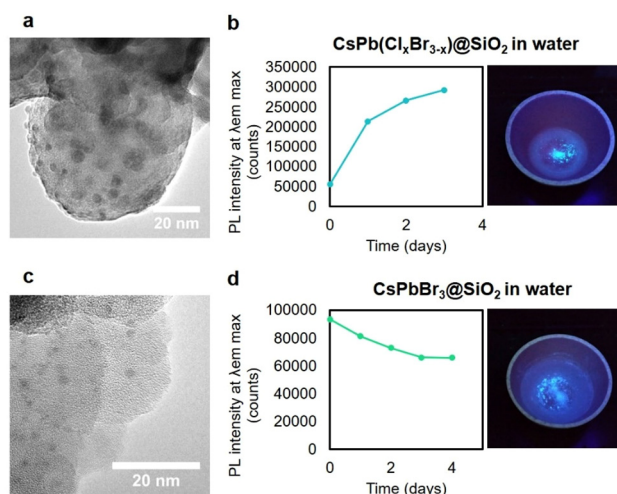 a
20 nm
b
CsPb(ClxBr3-x)@SiO2 in water
PL intensity at λem max
(counts)
350000
300000
250000
200000
150000
100000
50000
0
0
2
4
Time (days)
c
20 nm
d
CsPbBr3@SiO2 in water
PL intensity at λem max
(counts)
100000
80000
60000
40000
20000
0
0
2
4
Time (days)